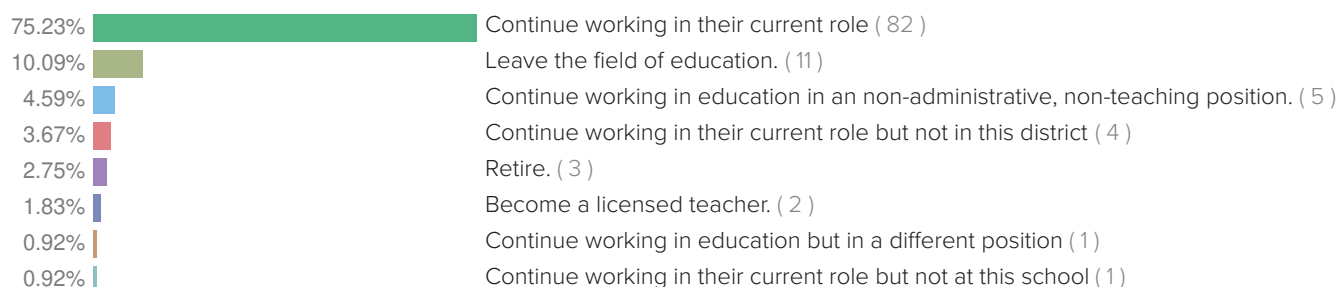 75.23% Continue working in their current role ( 82 )
10.09% Leave the field of education. ( 11 )
4.59% Continue working in education in an non-administrative, non-teaching position. ( 5 )
3.67% Continue working in their current role but not in this district ( 4 )
2.75% Retire. ( 3 )
1.83% Become a licensed teacher. ( 2 )
0.92% Continue working in education but in a different position ( 1 )
0.92% Continue working in their current role but not at this school ( 1 )